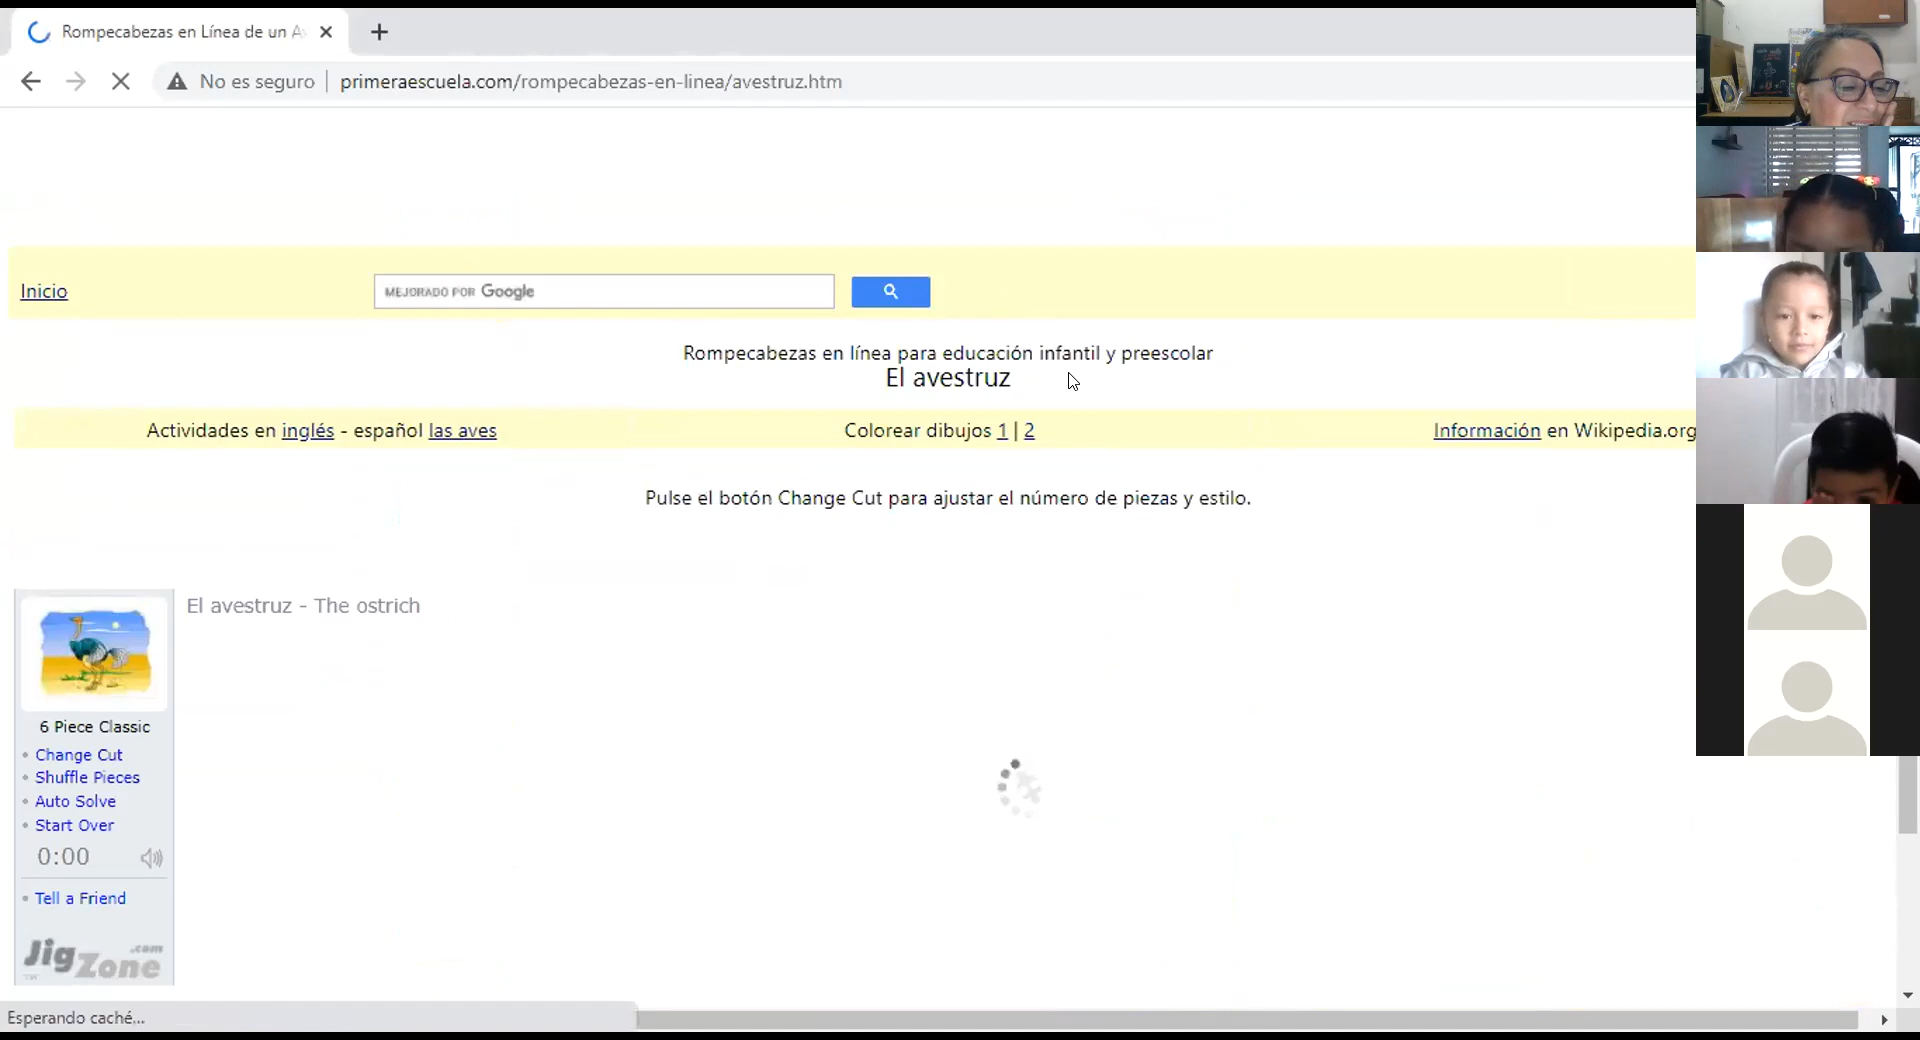 Rompecabezas en Línea de un A
No es seguro
primeraescuela.com/rompecabezas-en-linea/avestruz.htm
Inicio
MEJORADO POR Google
Rompecabezas en línea para educación infantil y preescolar
El avestruz
Actividades en inglés - español las aves
Colorear dibujos 1 | 2
Información en Wikipedia.org
Pulse el botón Change Cut para ajustar el número de piezas y estilo.
El avestruz - The ostrich
6 Piece Classic
Change Cut
Shuffle Pieces
Auto Solve
Start Over
0:00
Tell a Friend
JigZone.com
Esperando caché...